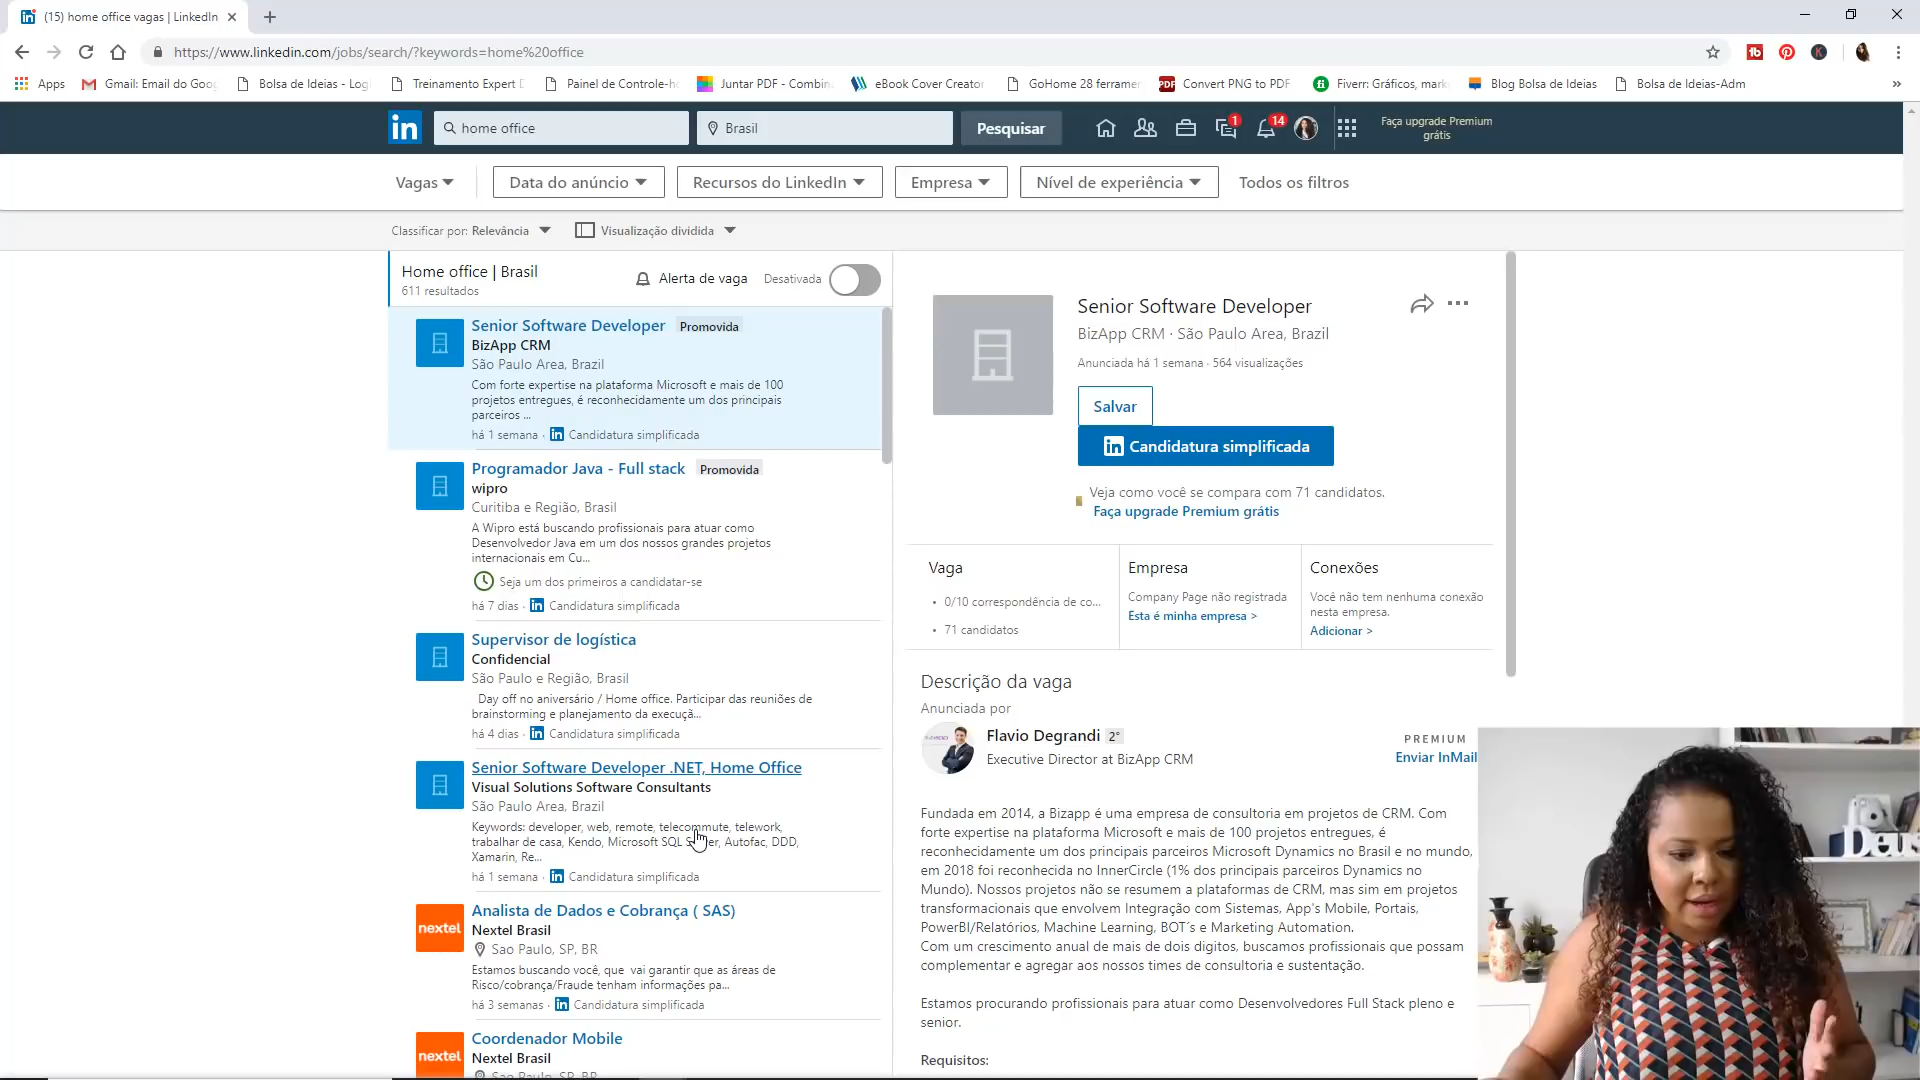 (15) home office vagas | LinkedIn
https://www.linkedin.com/jobs/search/?keywords=home%20office
Apps
Gmail: Email do Goo
Bolsa de Ideias - Log
Treinamento Expert D
Painel de Controle-he
Juntar PDF - Combin
eBook Cover Creator
GoHome 28 ferramer
Convert PNG to PDF
Fiverr: Gráficos, mark
Blog Bolsa de Ideias
Bolsa de Ideias-Adm
home office
Brasil
Pesquisar
1
14
Faça upgrade Premium
grátis
Vagas
Data do anúncio
Recursos do LinkedIn
Empresa
Nível de experiência
Todos os filtros
Classificar por: Relevância
Visualização dividida
Home office | Brasil
611 resultados
Alerta de vaga
Desativada
Senior Software Developer Promovida
BizApp CRM
São Paulo Area, Brazil
Com forte expertise na plataforma Microsoft e mais de 100
projetos entregues, é reconhecidamente um dos principais
parceiros ...
há 1 semana · in Candidatura simplificada
Programador Java - Full stack Promovida
wipro
Curitiba e Região, Brasil
A Wipro está buscando profissionais para atuar como
Desenvolvedor Java em um dos nossos grandes projetos
internacionais em Cu...
Seja um dos primeiros a candidatar-se
há 7 dias · in Candidatura simplificada
Supervisor de logística
Confidencial
São Paulo e Região, Brasil
Day off no aniversário / Home office. Participar das reuniões de
brainstorming e planejamento da execuçã...
há 4 dias · in Candidatura simplificada
Senior Software Developer .NET, Home Office
Visual Solutions Software Consultants
São Paulo Area, Brazil
Keywords: developer, web, remote, telecommute, telework,
trabalhar de casa, Kendo, Microsoft SQL Autofac, DDD,
Xamarin, Re...
há 1 semana · in Candidatura simplificada
nextel
Analista de Dados e Cobrança ( SAS)
Nextel Brasil
Sao Paulo, SP, BR
Estamos buscando você, que vai garantir que as áreas de
Risco/cobrança/Fraude tenham informações pa...
há 3 semanas · in Candidatura simplificada
nextel
Coordenador Mobile
Nextel Brasil
Sao Paulo, SP, BR
Senior Software Developer
BizApp CRM · São Paulo Area, Brazil
Anunciada há 1 semana · 564 visualizações
Salvar
in Candidatura simplificada
Veja como você se compara com 71 candidatos.
Faça upgrade Premium grátis
Vaga
• 0/10 correspondência de co...
• 71 candidatos
Empresa
Company Page não registrada
Esta é minha empresa >
Conexões
Você não tem nenhuma conexão
nesta empresa.
Adicionar >
Descrição da vaga
Anunciada por
Flavio Degrandi 2°
Executive Director at BizApp CRM
PREMIUM
Enviar InMail
Fundada em 2014, a Bizapp é uma empresa de consultoria em projetos de CRM. Com
forte expertise na plataforma Microsoft e mais de 100 projetos entregues, é
reconhecidamente um dos principais parceiros Microsoft Dynamics no Brasil e no mundo,
em 2018 foi reconhecida no InnerCircle (1% dos principais parceiros Dynamics no
Mundo). Nossos projetos não se resumem a plataformas de CRM, mas sim em projetos
transformacionais que envolvem Integração com Sistemas, App's Mobile, Portais,
PowerBI/Relatórios, Machine Learning, BOT´s e Marketing Automation.
Com um crescimento anual de mais de dois digitos, buscamos profissionais que possam
complementar e agregar aos nossos times de consultoria e sustentação.
Estamos procurando profissionais para atuar como Desenvolvedores Full Stack pleno e
senior.
Requisitos:
Deus